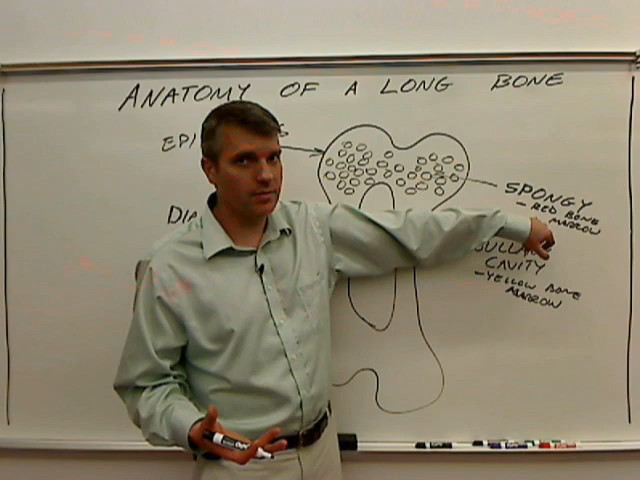 ANATOMY OF A LONG BONE
SPONGY
- RED BONE
MARROW
CAVITY
- YELLOW BONE
MARROW